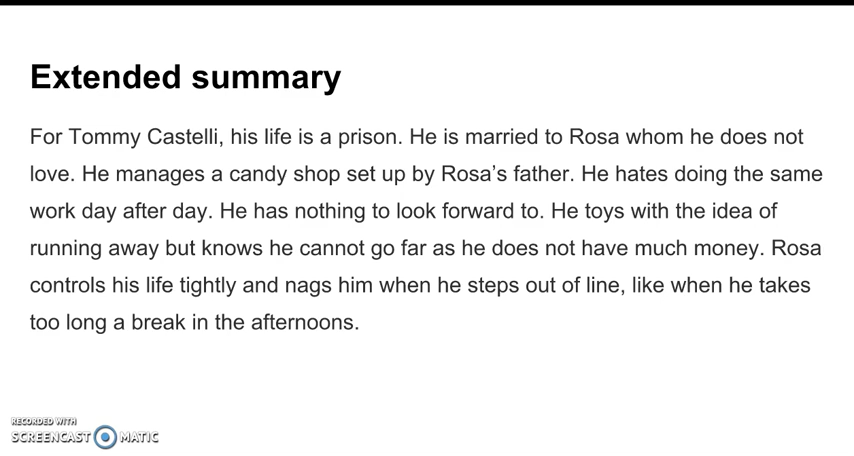 Extended summary
For Tommy Castelli, his life is a prison. He is married to Rosa whom he does not
love. He manages a candy shop set up by Rosa’s father. He hates doing the same
work day after day. He has nothing to look forward to. He toys with the idea of
running away but knows he cannot go far as he does not have much money. Rosa
controls his life tightly and nags him when he steps out of line, like when he takes
too long a break in the afternoons.
RECORDED WITH
SCREENCAST MATIC